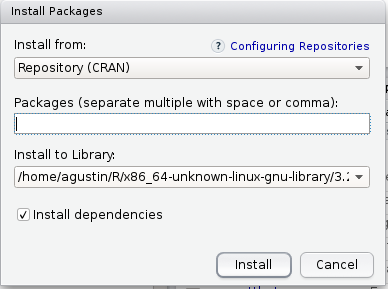 Install Packages
Install from:
? Configuring Repositories
Repository (CRAN)
Packages (separate multiple with space or comma):
Install to Library:
/home/agustin/R/x86_64-unknown-linux-gnu-library/3.2
Install dependencies
Install
Cancel